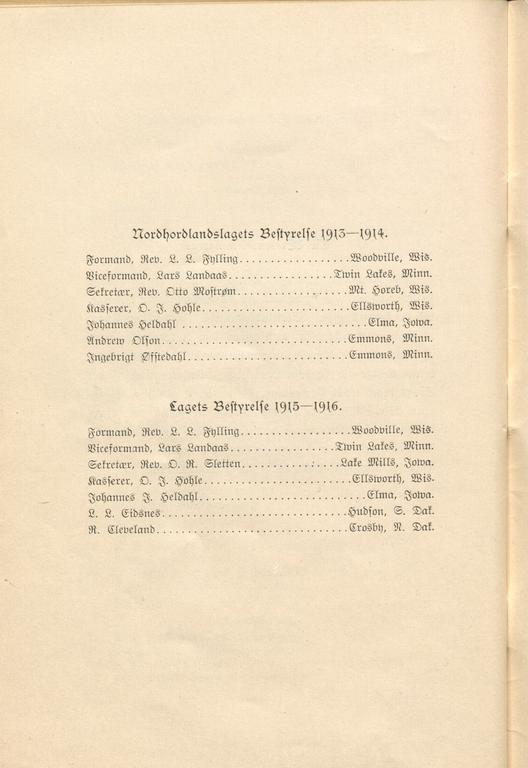 Nordhordlandslagets Bestyrelse 1913—1914.
Formand, Rev. L. L. Fylling..................Woodville, Wis.
Viceformand, Lars Landaas.................Twin Lakes, Minn.
Sekretær, Rev. Otto Mostrøm..................Mt. Horeb, Wis.
Kasserer, O. J. Hohle........................Ellsworth, Wis.
Johannes Heldahl ..............................Elma, Iowa.
Andrew Olson..............................Emmons, Minn.
Ingebrigt Øfstedahl..........................Emmons, Minn.
Lagets Bestyrelse 1915—1916.
Formand, Rev. L. L. Fylling..................Woodville, Wis.
Viceformand, Lars Landaas.................Twin Lakes, Minn.
Sekretær, Rev. O. R. Sletten................Lake Mills, Iowa.
Kasserer, O. J. Hohle........................Ellsworth, Wis.
Johannes J. Heldahl...........................Elma, Iowa.
L. L. Eidsnes..............................Hudson, S. Dak.
R. Cleveland...............................Crosby, N. Dak.